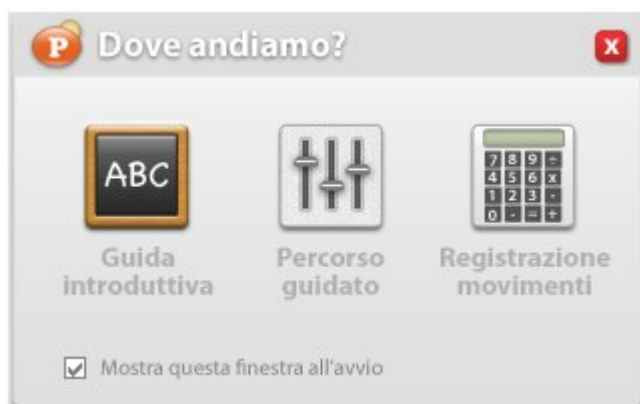 P
Dove andiamo?
X
ABC
7 8 9 ÷
4 5 6 x
1 2 3 -
0 - = +
Guida
introduttiva
Percorso
guidato
Registrazione
movimenti
Mostra questa finestra all'avvio